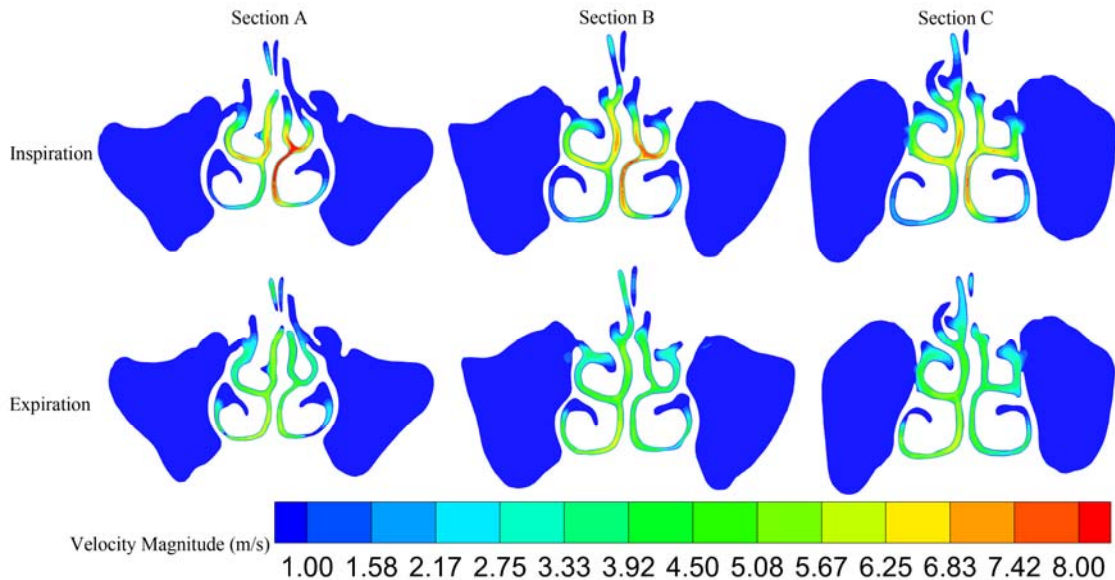 Section A Section B Section C
Inspiration
Expiration
Velocity Magnitude (m/s)
1.00 1.58 2.17 2.75 3.33 3.92 4.50 5.08 5.67 6.25 6.83 7.42 8.00